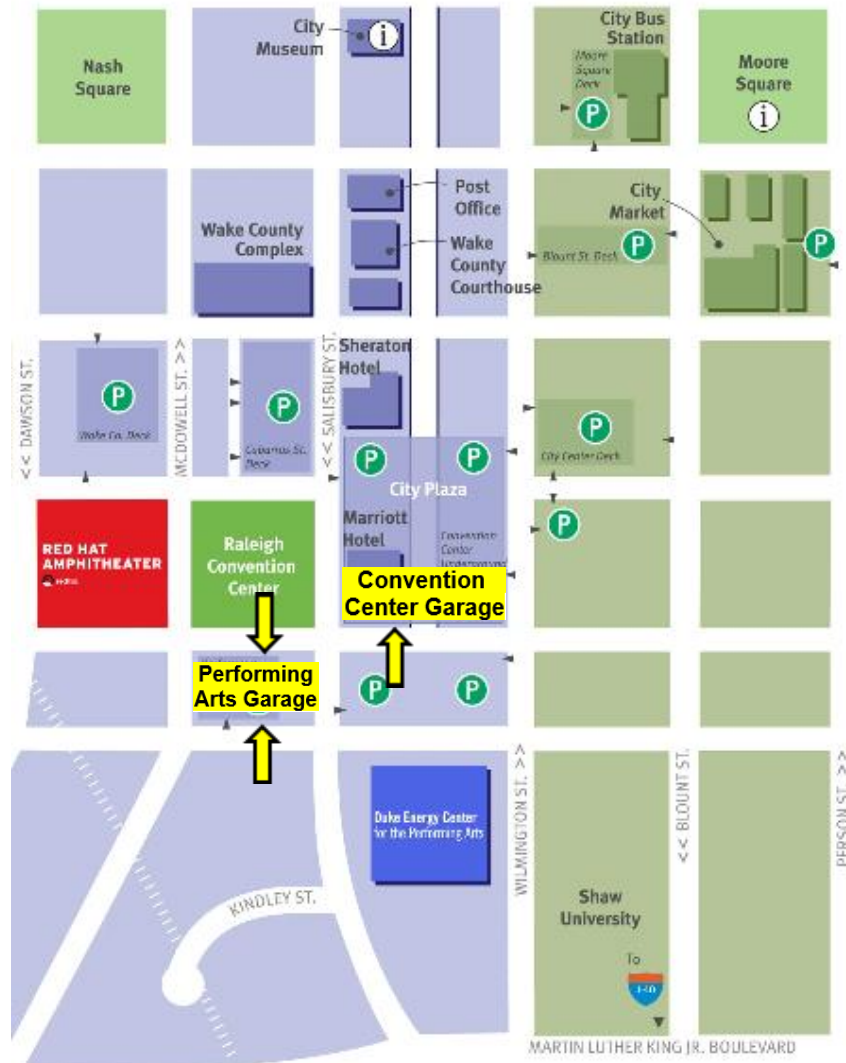 City
Museum
i
City Bus
Station
Nash
Square
Moore
Square
Deck
P
Moore
Square
i
Post
Office
City
Market
Wake County
Complex
Wake
County
Courthouse
Blount St. Deck
P
P
<< DAWSON ST.
MCDOWELL ST. >>
<< SALISBURY ST.
Sheraton
Hotel
P
Wake Co. Deck
P
Cabarrus St.
Deck
P
P
P
City Center Deck
City Plaza
RED HAT
AMPHITHEATER
Raleigh
Convention
Center
Marriott
Hotel
Convention
Center
Underground
P
Convention
Center Garage
Performing
Arts Garage
P
P
Duke Energy Center
for the Performing Arts
WILMINGTON ST. >>
<< BLOUNT ST.
PERSON ST. >>
KINDLEY ST.
Shaw
University
To
MARTIN LUTHER KING JR. BOULEVARD